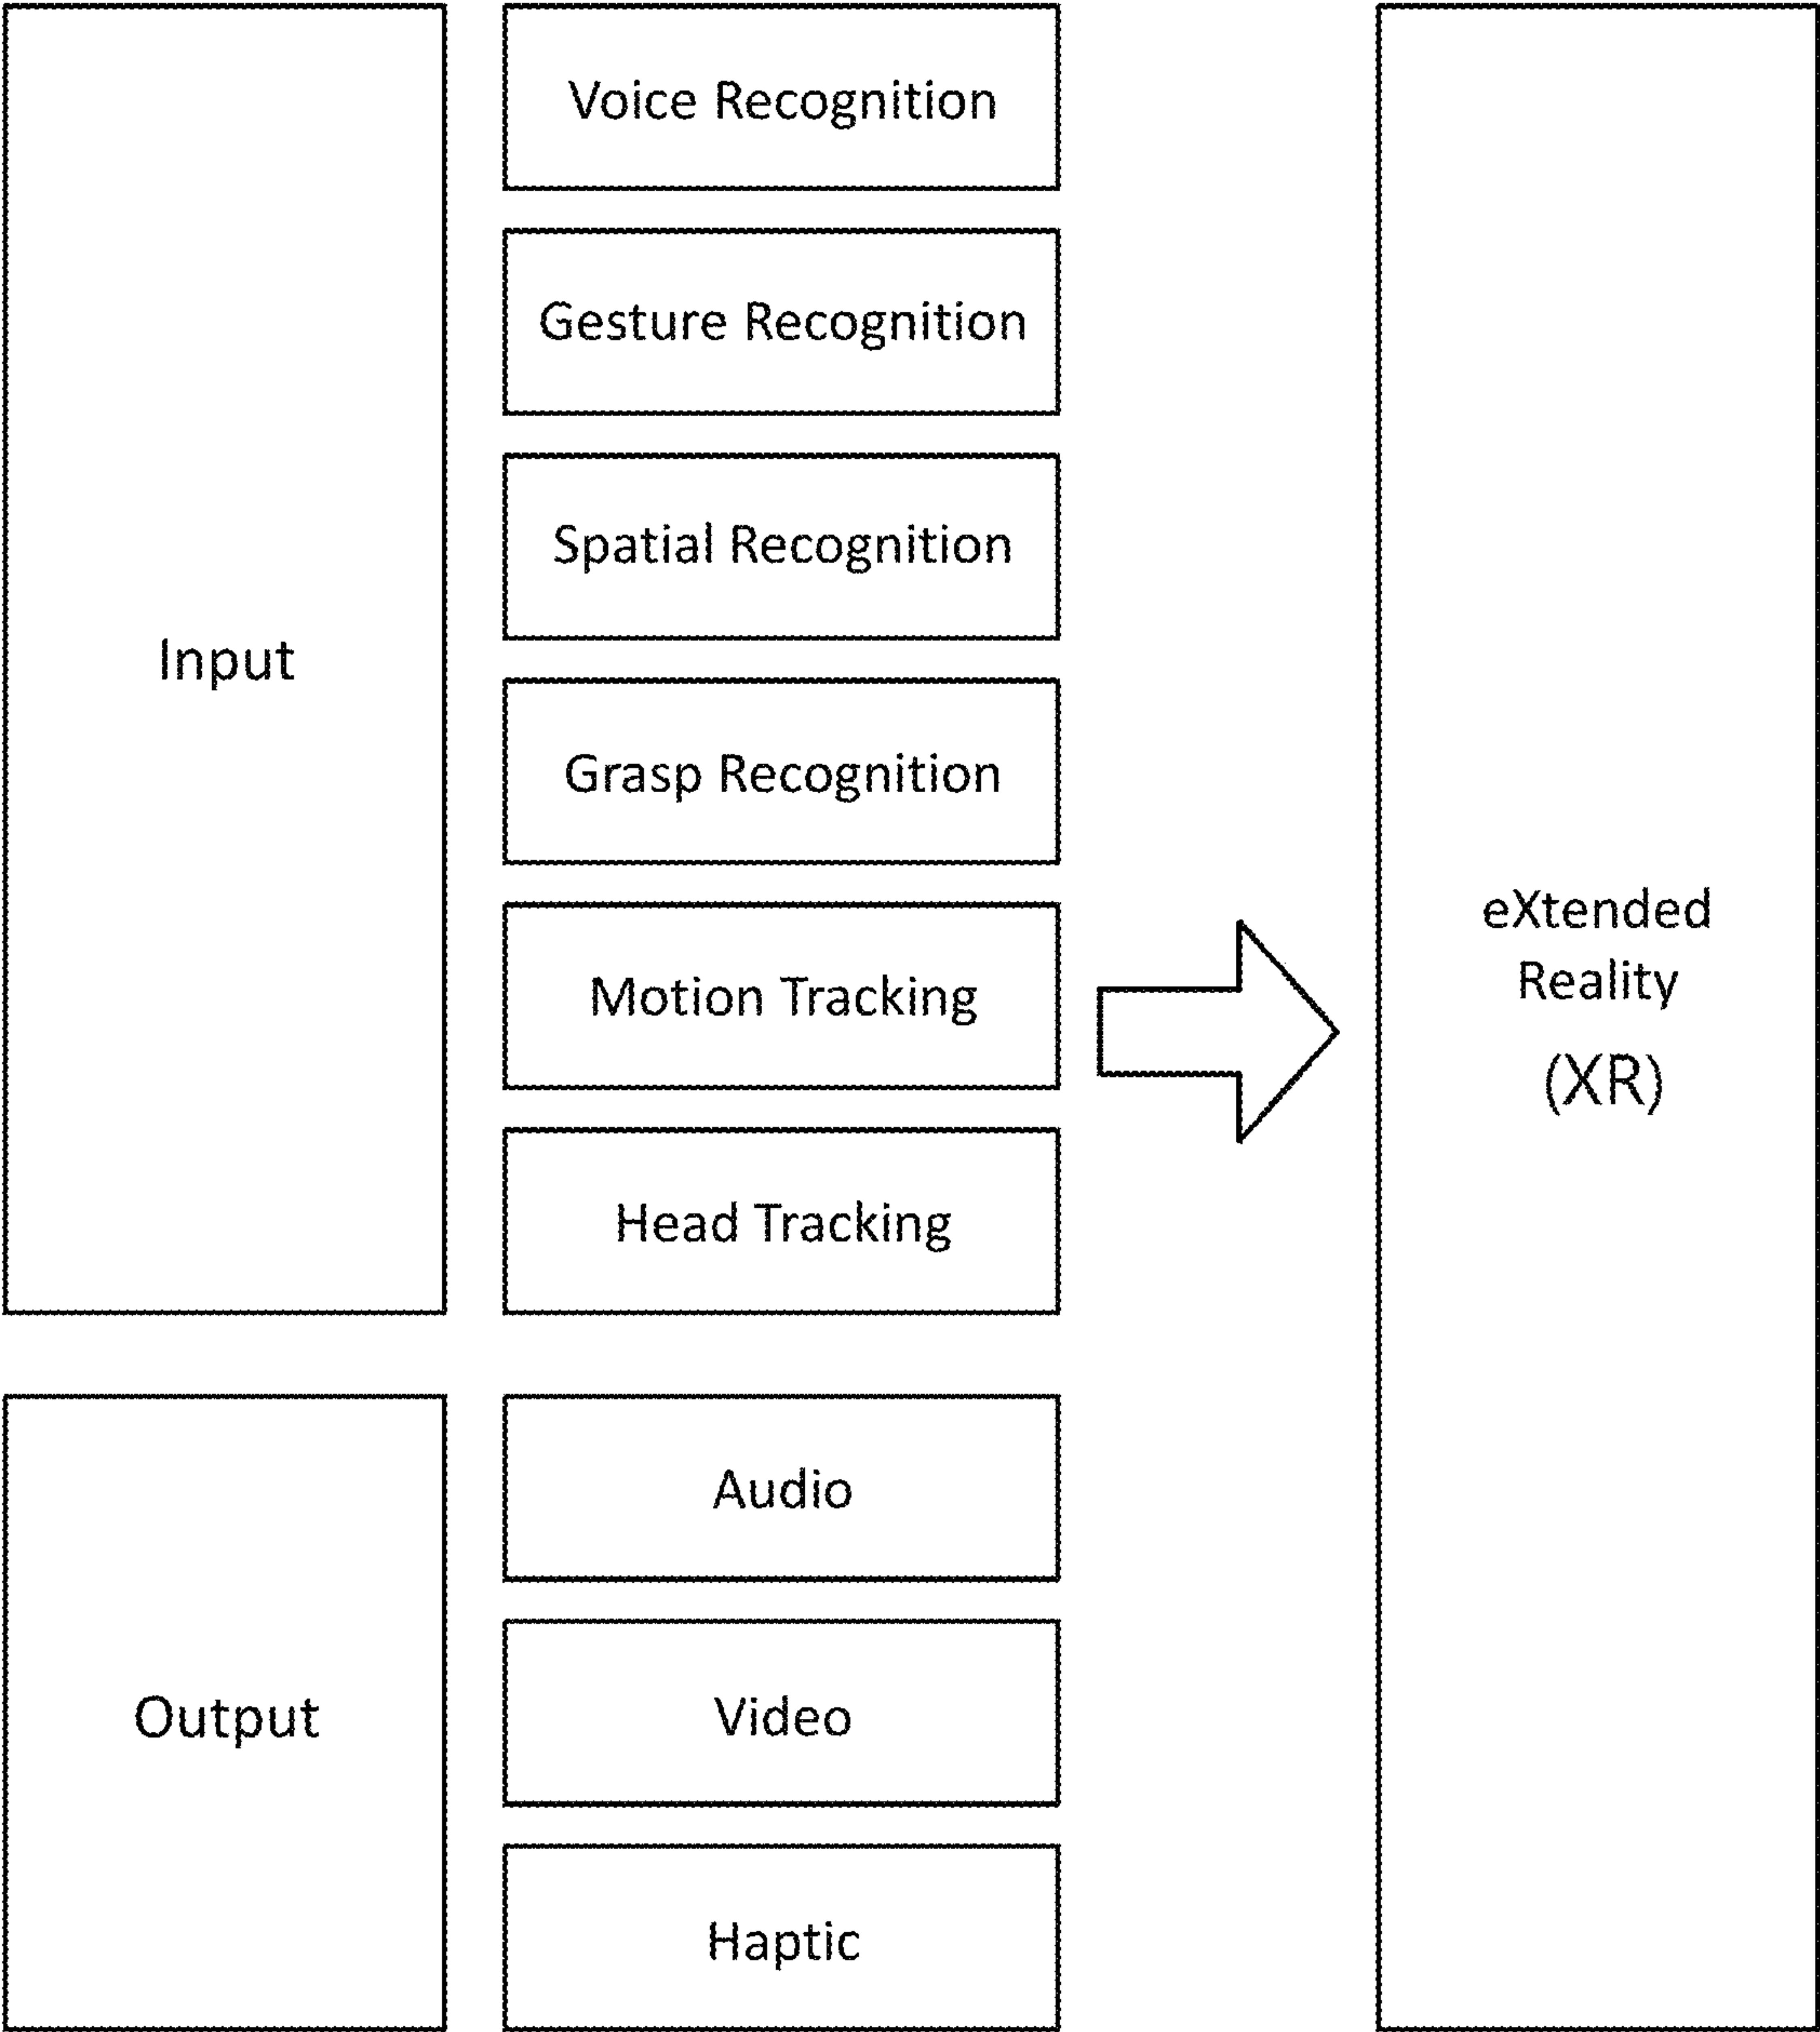 Input
Voice Recognition
Gesture Recognition
Spatial Recognition
Grasp Recognition
Motion Tracking
Head Tracking
Output
Audio
Video
Haptic
eXtended
Reality
(XR)